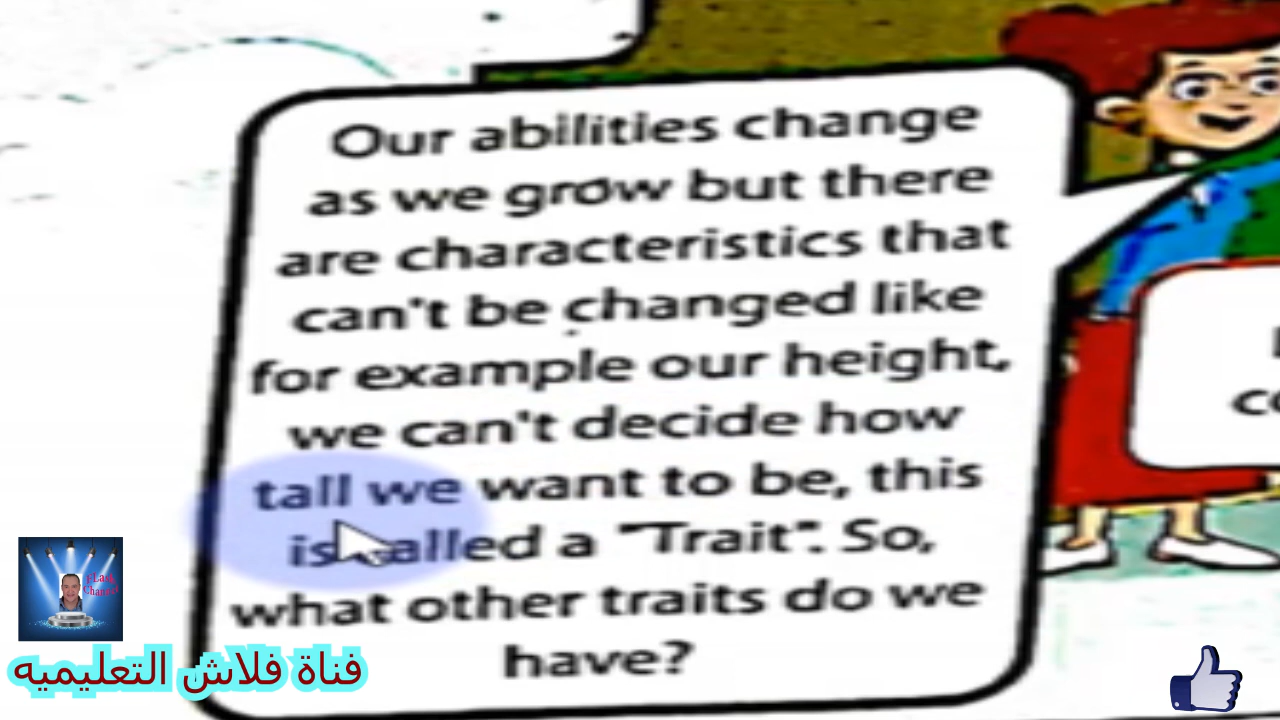 Our abilities change
as we grow but there
are characteristics that
can't be changed like
for example our height,
we can't decide how
tall we want to be, this
is called a "Trait". So,
what other traits do we
have?
قناة فلاش التعليميه